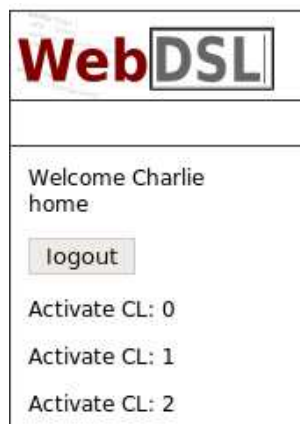 WebDSL
Welcome Charlie
home
logout
Activate CL: 0
Activate CL: 1
Activate CL: 2